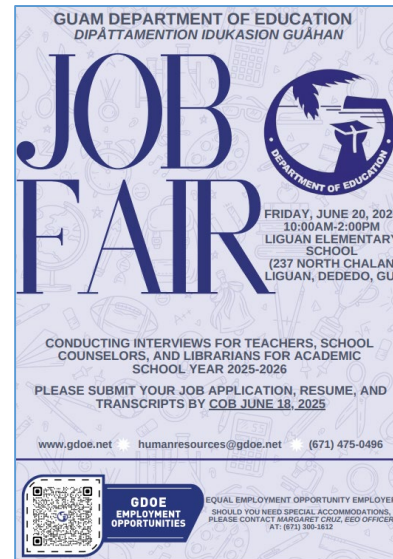 GUAM DEPARTMENT OF EDUCATION
DIPÅTTAMENTION IDUKASION GUÅHAN
JOB
FAIR
DEPARTMENT OF EDUCATION
FRIDAY, JUNE 20, 202
10:00AM-2:00PM
LIGUAN ELEMENTARY
SCHOOL
(237 NORTH CHALAN
LIGUAN, DEDEDO, GU
CONDUCTING INTERVIEWS FOR TEACHERS, SCHOOL
COUNSELORS, AND LIBRARIANS FOR ACADEMIC
SCHOOL YEAR 2025-2026
PLEASE SUBMIT YOUR JOB APPLICATION, RESUME, AND
TRANSCRIPTS BY COB JUNE 18, 2025
www.gdoe.net humanresources@gdoe.net (671) 475-0496
GDOE
EMPLOYMENT
OPPORTUNITIES
EQUAL EMPLOYMENT OPPORTUNITY EMPLOYE
SHOULD YOU NEED SPECIAL ACCOMMODATIONS,
PLEASE CONTACT MARGARET CRUZ, EEO OFFICER
AT: (671) 300-1612